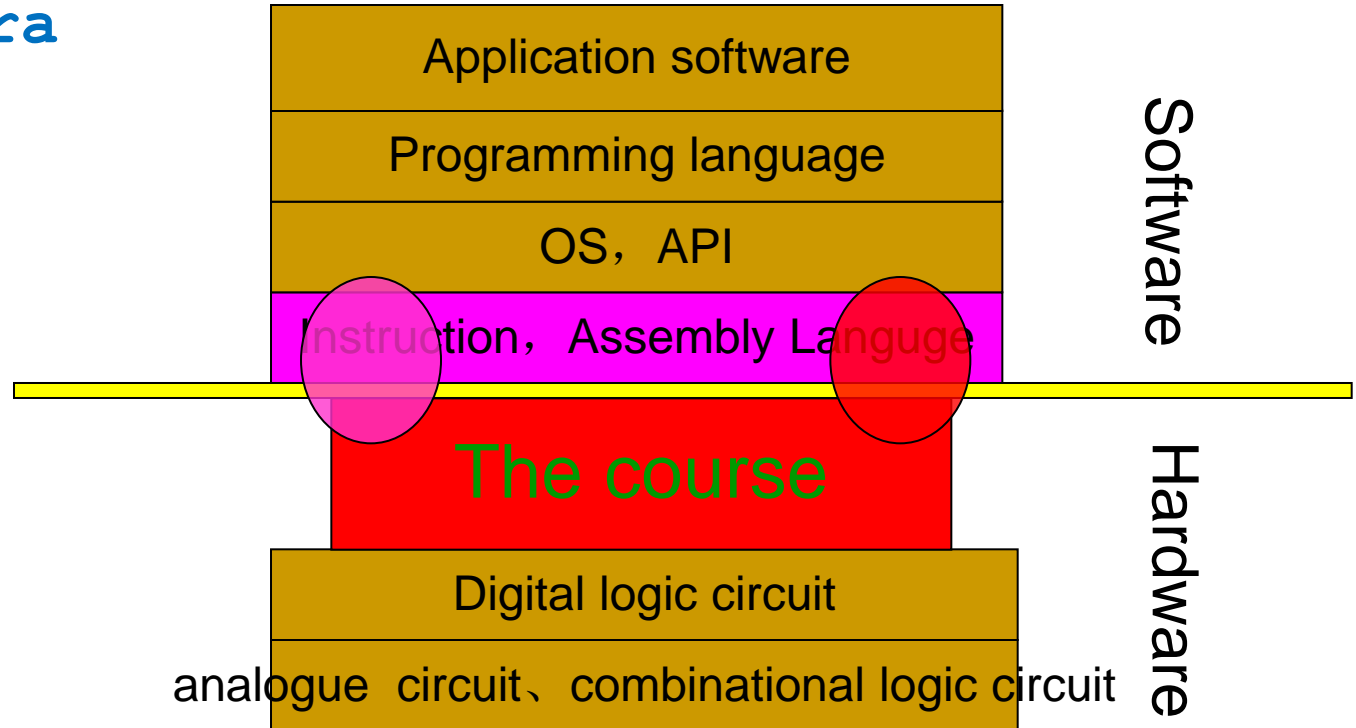 ra
Application software
Programming language
OS，API
Instruction，Assembly Languge
The course
Digital logic circuit
analogue circuit、combinational logic circuit
Software
Hardware